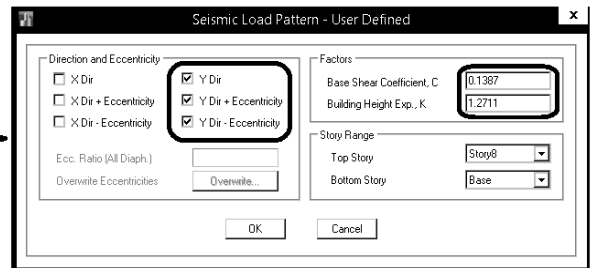 Seismic Load Pattern - User Defined
x
Direction and Eccentricity
X Dir
Y Dir
X Dir + Eccentricity
Y Dir + Eccentricity
X Dir - Eccentricity
Y Dir - Eccentricity
Ecc. Ratio (All Diaph.)
Overwrite Eccentricities
Overwrite...
Factors
Base Shear Coefficient, C
0.1387
Building Height Exp., K
1.2711
Story Range
Top Story
Story8
Bottom Story
Base
OK
Cancel